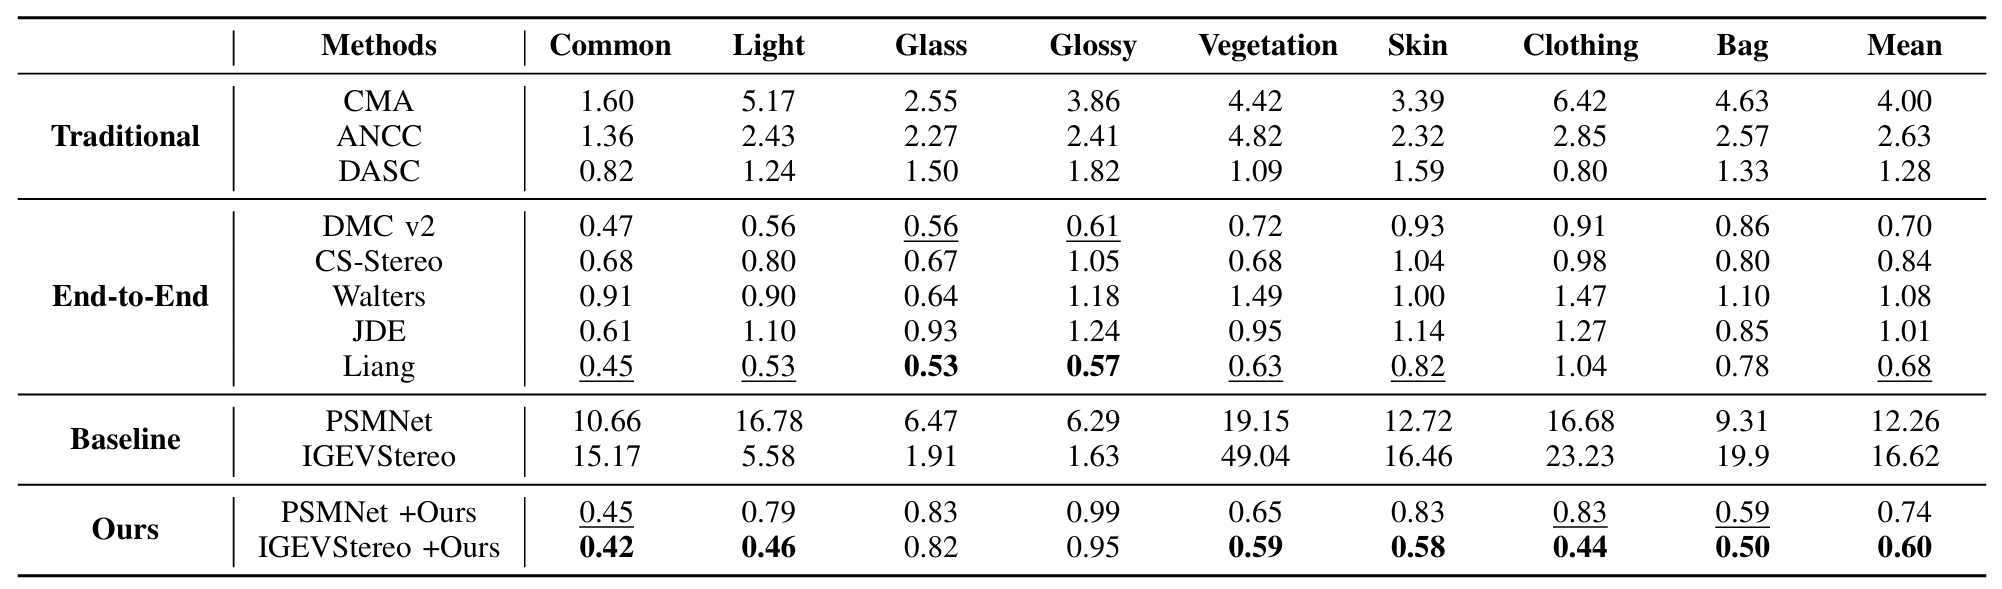 Methods Common Light Glass Glossy Vegetation Skin Clothing Bag Mean
CMA 1.60 5.17 2.55 3.86 4.42 3.39 6.42 4.63 4.00
Traditional ANCC 1.36 2.43 2.27 2.41 4.82 2.32 2.85 2.57 2.63
DASC 0.82 1.24 1.50 1.82 1.09 1.59 0.80 1.33 1.28
DMC v2 0.47 0.56 0.56 0.61 0.72 0.93 0.91 0.86 0.70
CS-Stereo 0.68 0.80 0.67 1.05 0.68 1.04 0.98 0.80 0.84
End-to-End Walters 0.91 0.90 0.64 1.18 1.49 1.00 1.47 1.10 1.08
JDE 0.61 1.10 0.93 1.24 0.95 1.14 1.27 0.85 1.01
Liang 0.45 0.53 0.53 0.57 0.63 0.82 1.04 0.78 0.68
Baseline PSMNet 10.66 16.78 6.47 6.29 19.15 12.72 16.68 9.31 12.26
IGEVStereo 15.17 5.58 1.91 1.63 49.04 16.46 23.23 19.9 16.62
Ours PSMNet +Ours 0.45 0.79 0.83 0.99 0.65 0.83 0.83 0.59 0.74
IGEVStereo +Ours 0.42 0.46 0.82 0.95 0.59 0.58 0.44 0.50 0.60